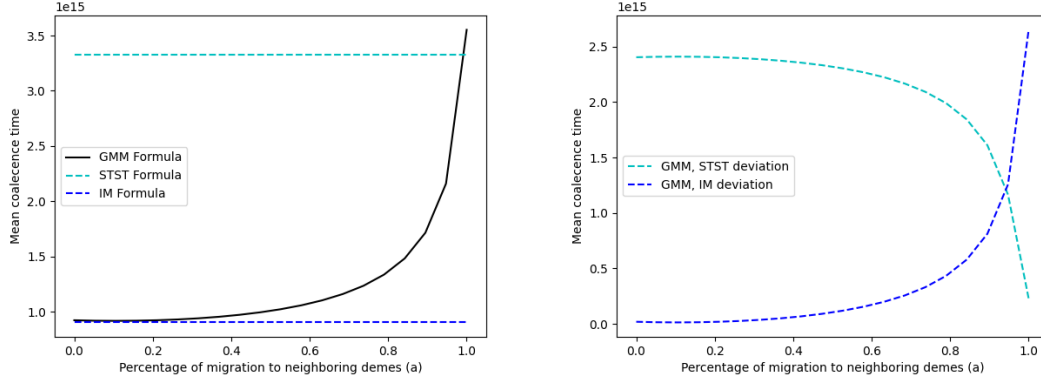 1e15
Mean coalecence time
3.5
3.0
2.5
2.0
1.5
1.0
GMM Formula
STST Formula
IM Formula
0.0 0.2 0.4 0.6 0.8 1.0
Percentage of migration to neighboring demes (a)
1e15
Mean coalecence time
2.5
2.0
1.5
1.0
0.5
0.0
GMM, STST deviation
GMM, IM deviation
0.0 0.2 0.4 0.6 0.8 1.0
Percentage of migration to neighboring demes (a)